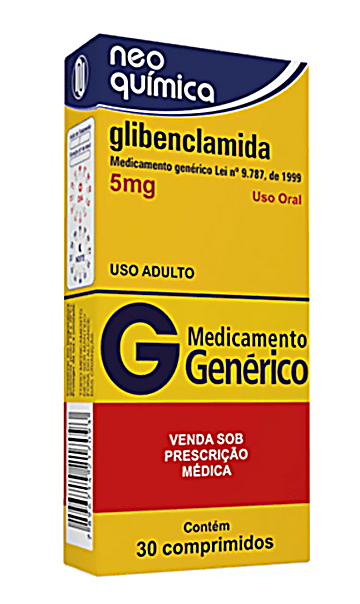 neo
química
glibenclamida
Medicamento genérico Lei nº 9.787, de 1999
5mg
Uso Oral
USO ADULTO
G Medicamento
Genérico
VENDA SOB
PRESCRIÇÃO
MÉDICA
Contém
30 comprimidos